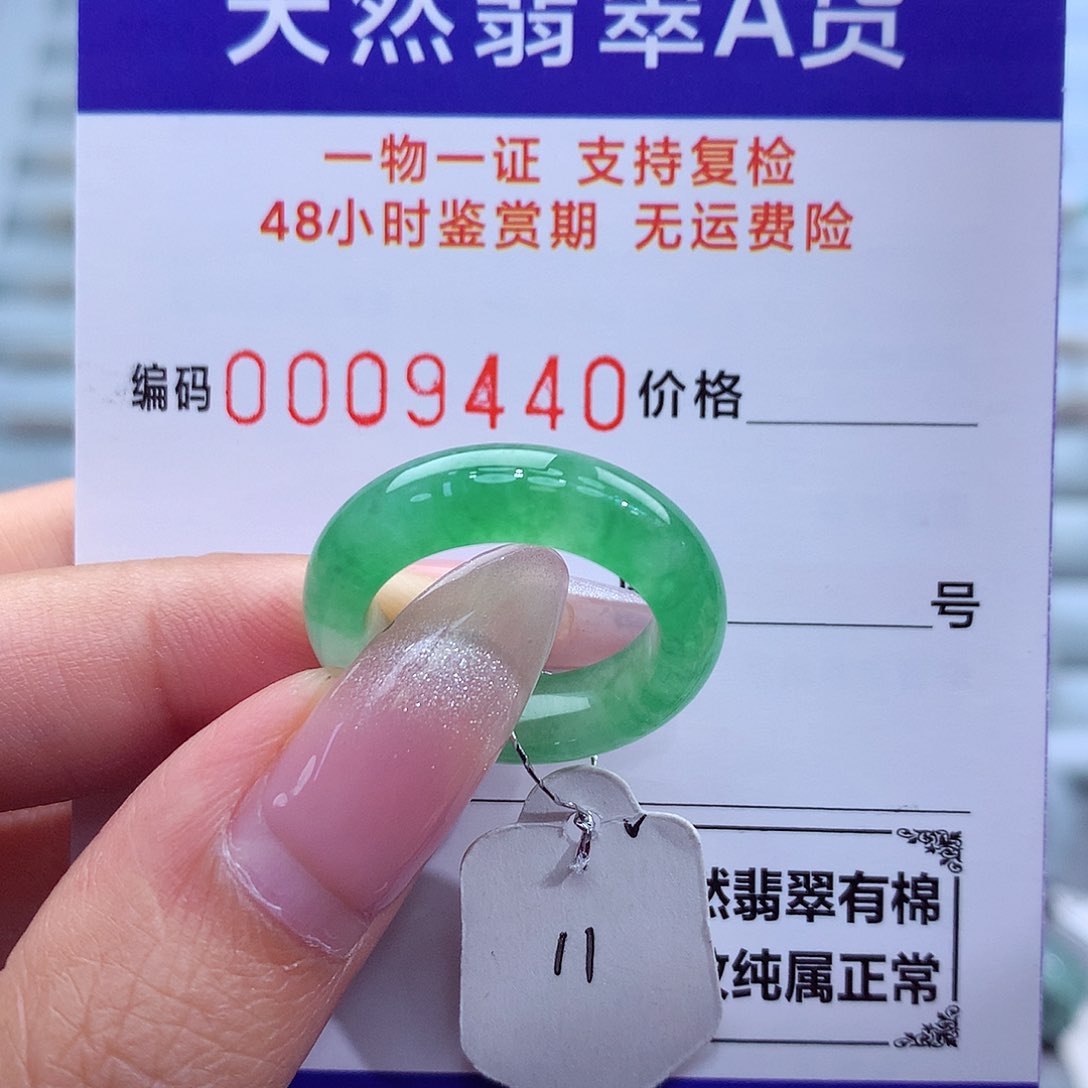 天然翡翠A货
一物一证 支持复检
48小时鉴赏期 无运费险
编码0009440价格
号
然翡翠有棉
纹纯属正常
11